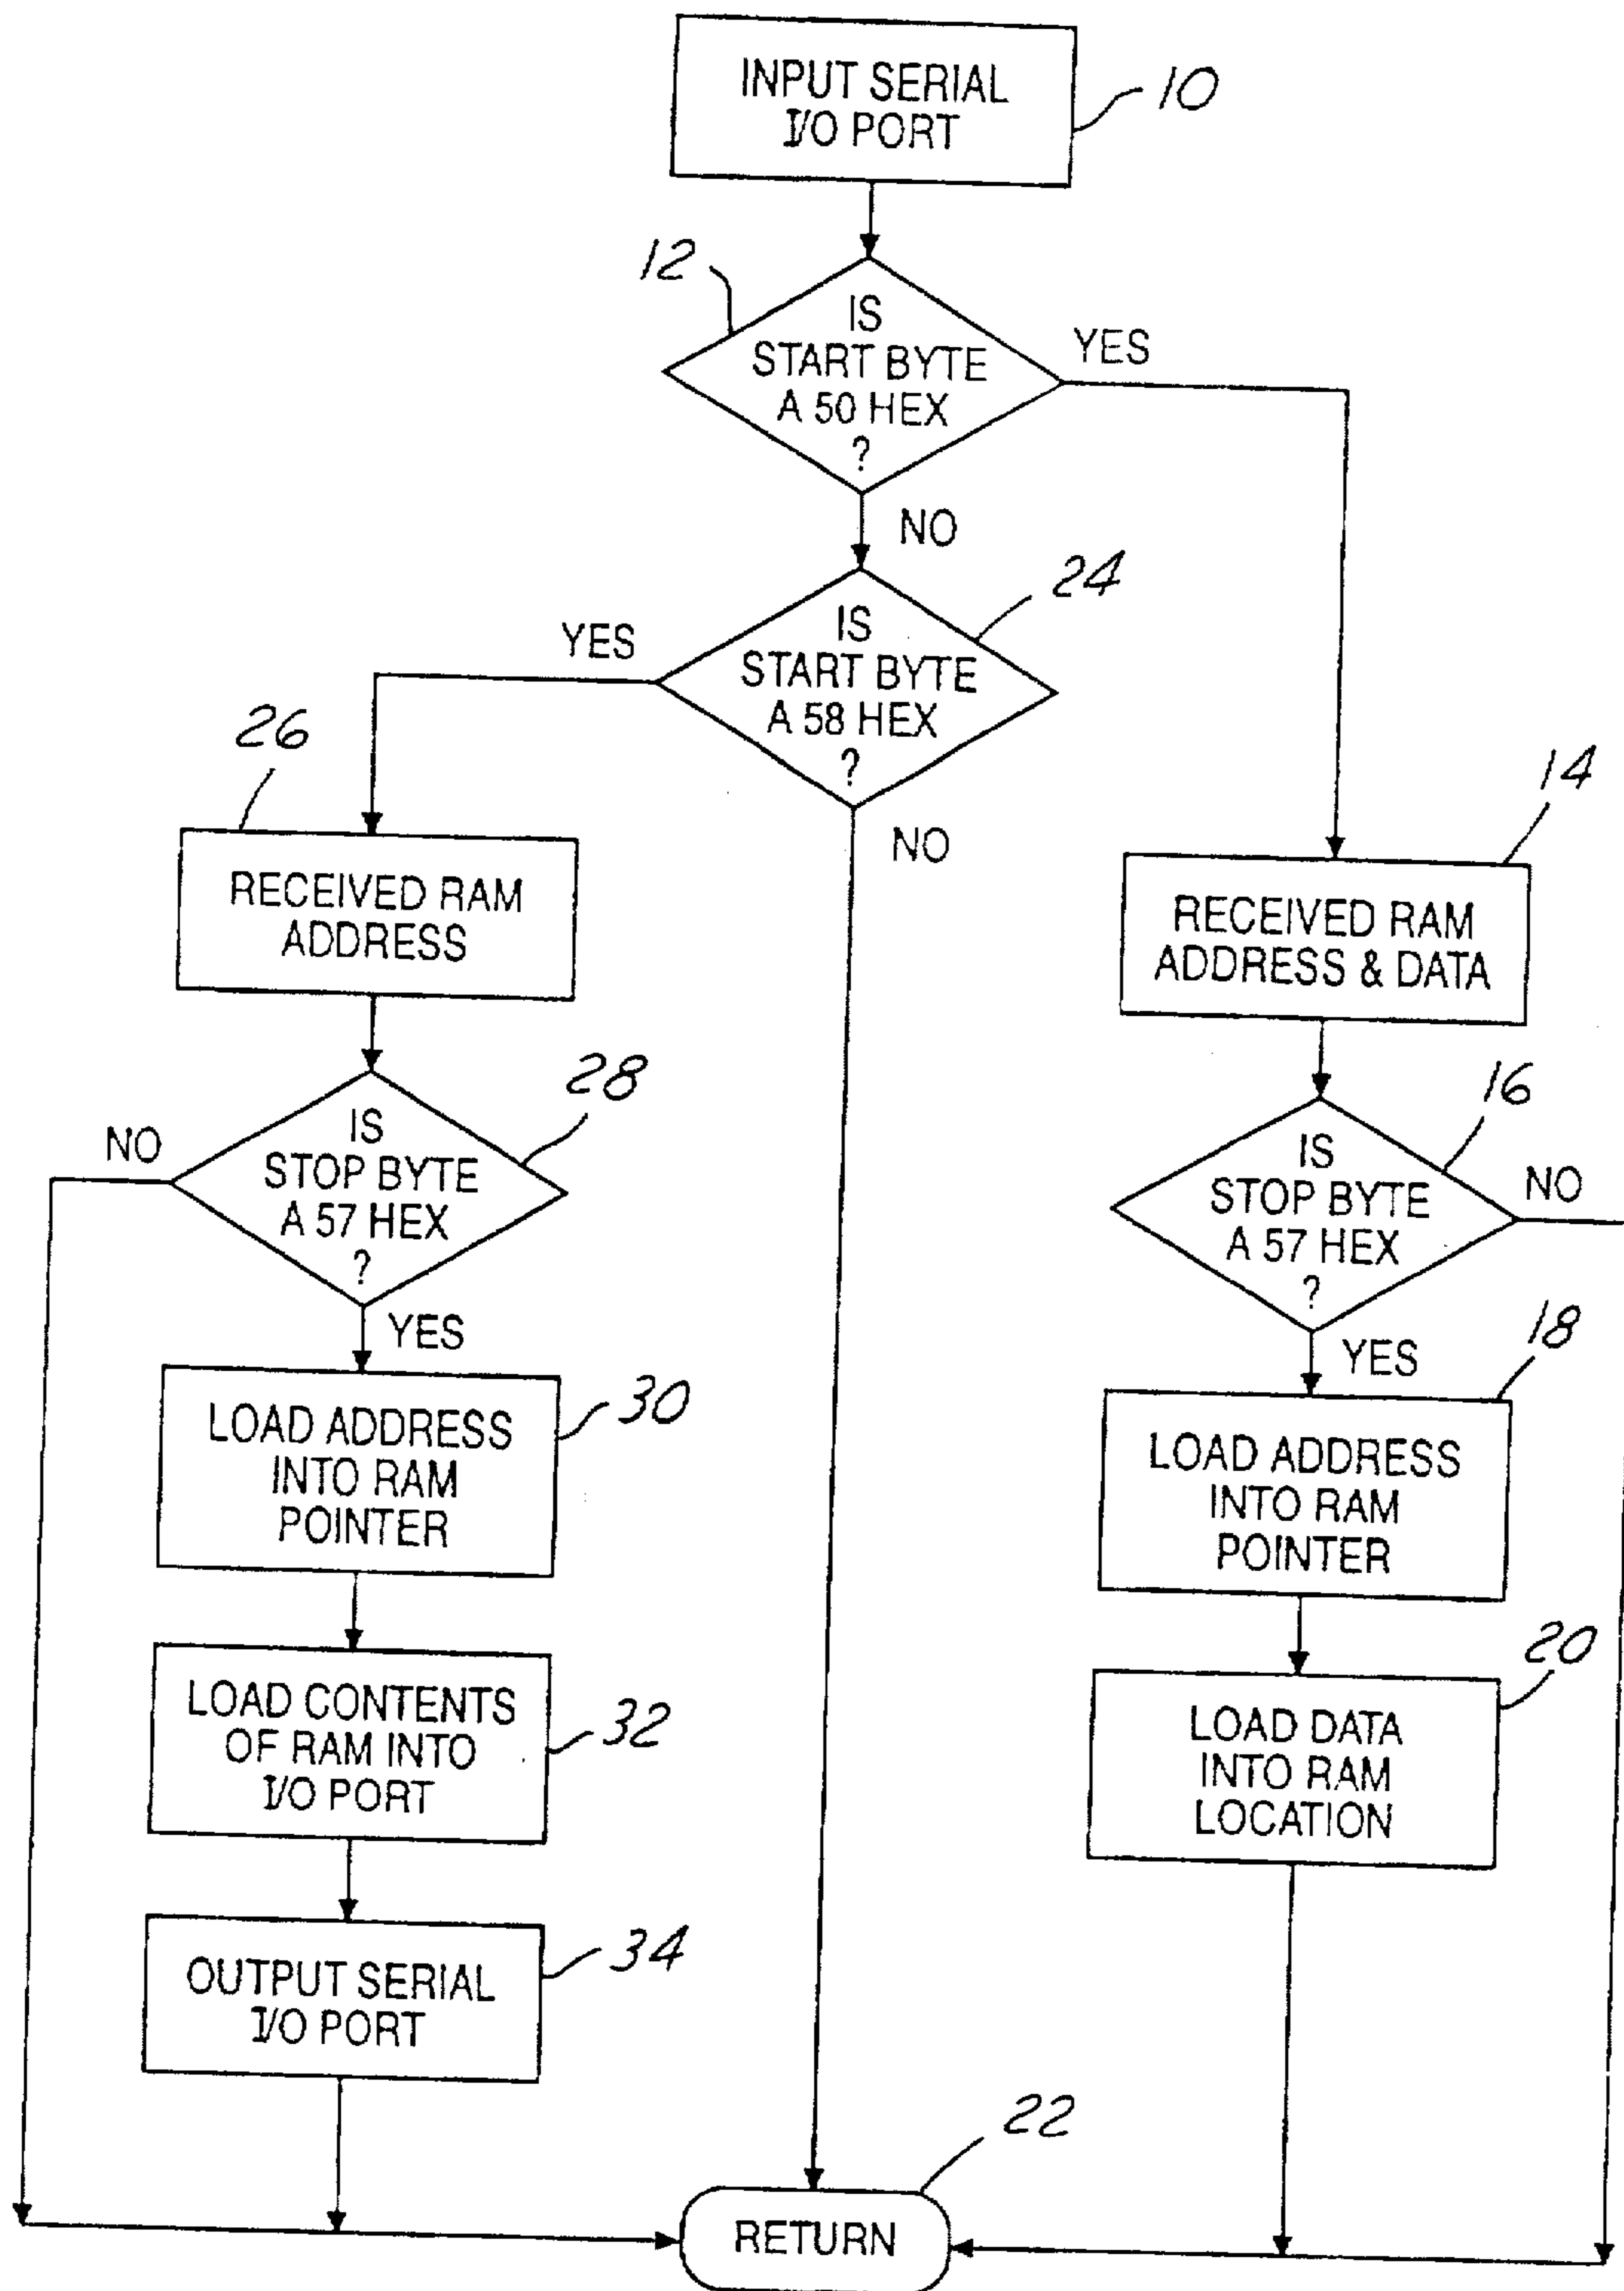 INPUT SERIAL
I/O PORT
10
12
IS
START BYTE
A 50 HEX
?
YES
NO
24
IS
START BYTE
A 58 HEX
?
YES
NO
26
RECEIVED RAM
ADDRESS
14
RECEIVED RAM
ADDRESS & DATA
28
IS
STOP BYTE
A 57 HEX
?
NO
YES
16
IS
STOP BYTE
A 57 HEX
?
NO
YES
30
LOAD ADDRESS
INTO RAM
POINTER
18
LOAD ADDRESS
INTO RAM
POINTER
32
LOAD CONTENTS
OF RAM INTO
I/O PORT
20
LOAD DATA
INTO RAM
LOCATION
34
OUTPUT SERIAL
I/O PORT
22
RETURN